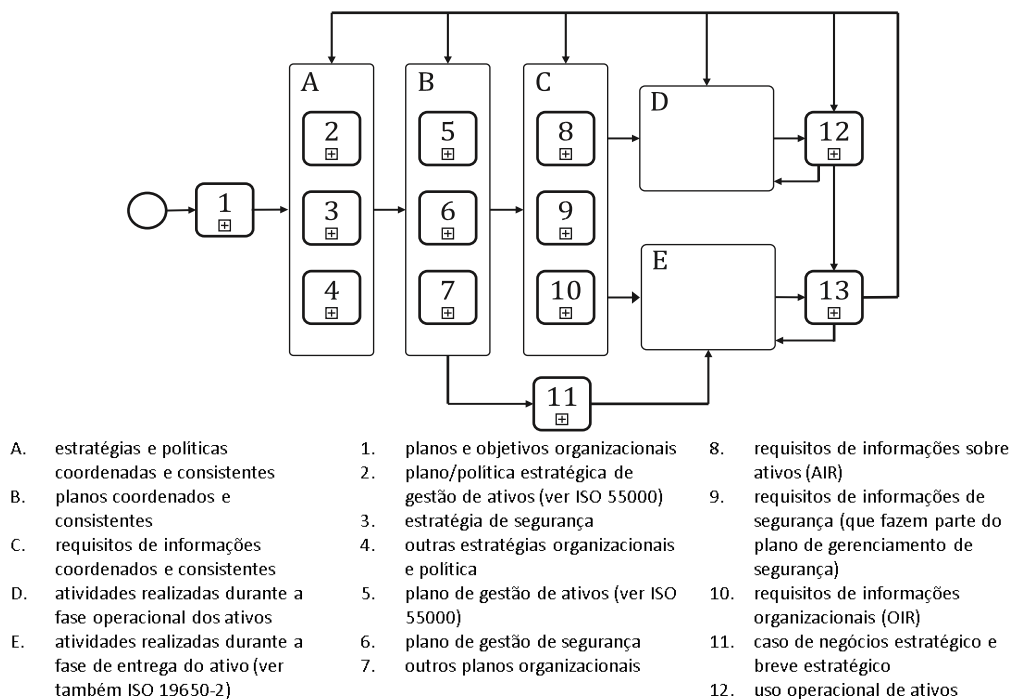 A
B
C
D
2
5
8
12
1
3
6
9
E
4
7
10
13
11
A. estratégias e políticas
coordenadas e consistentes
B. planos coordenados e
consistentes
C. requisitos de informações
coordenados e consistentes
D. atividades realizadas durante a
fase operacional dos ativos
E. atividades realizadas durante a
fase de entrega do ativo (ver
também ISO 19650-2)
1. planos e objetivos organizacionais
2. plano/política estratégica de
gestão de ativos (ver ISO 55000)
3. estratégia de segurança
4. outras estratégias organizacionais
e política
5. plano de gestão de ativos (ver ISO
55000)
6. plano de gestão de segurança
7. outros planos organizacionais
8. requisitos de informações sobre
ativos (AIR)
9. requisitos de informações de
segurança (que fazem parte do
plano de gerenciamento de
segurança)
10. requisitos de informações
organizacionais (OIR)
11. caso de negócios estratégico e
breve estratégico
12. uso operacional de ativos